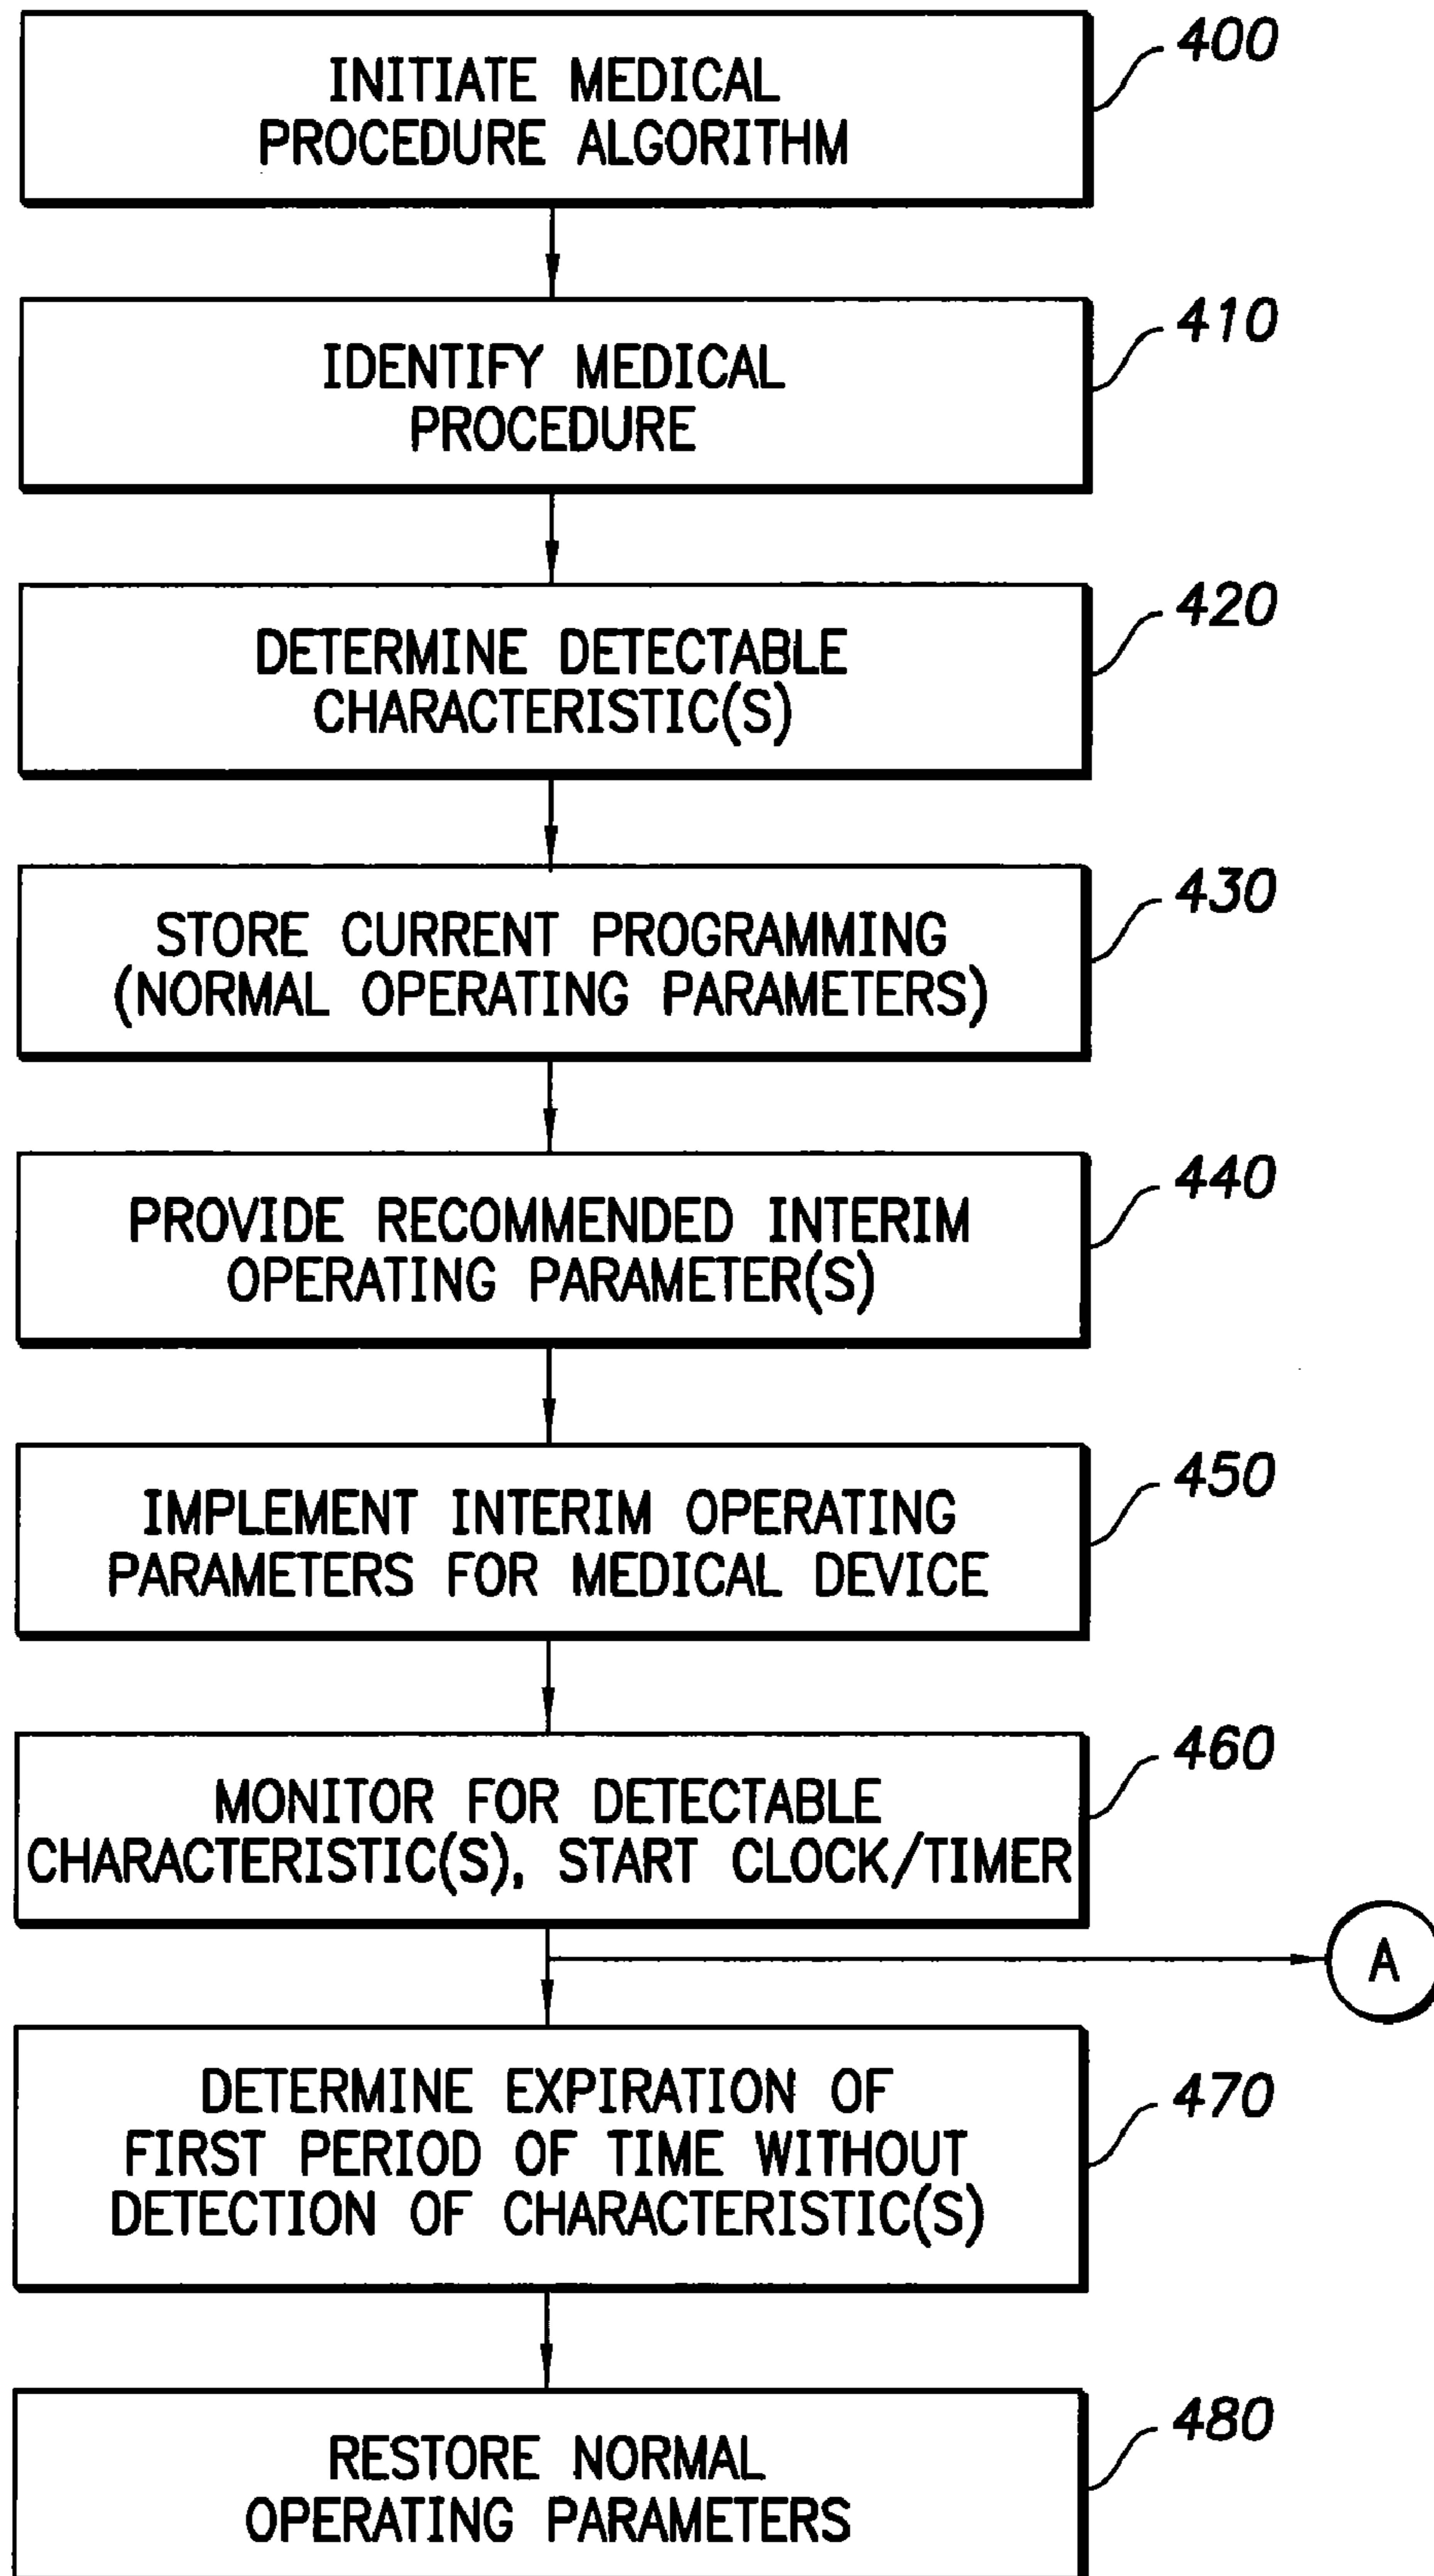 INITIATE MEDICAL
PROCEDURE ALGORITHM
400
IDENTIFY MEDICAL
PROCEDURE
410
DETERMINE DETECTABLE
CHARACTERISTIC(S)
420
STORE CURRENT PROGRAMMING
(NORMAL OPERATING PARAMETERS)
430
PROVIDE RECOMMENDED INTERIM
OPERATING PARAMETER(S)
440
IMPLEMENT INTERIM OPERATING
PARAMETERS FOR MEDICAL DEVICE
450
MONITOR FOR DETECTABLE
CHARACTERISTIC(S), START CLOCK/TIMER
460
A
DETERMINE EXPIRATION OF
FIRST PERIOD OF TIME WITHOUT
DETECTION OF CHARACTERISTIC(S)
470
RESTORE NORMAL
OPERATING PARAMETERS
480